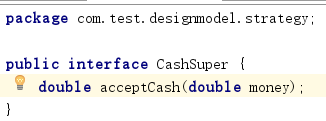 package com.test.designmodel.strategy;
public interface CashSuper {
double acceptCash(double money);
}